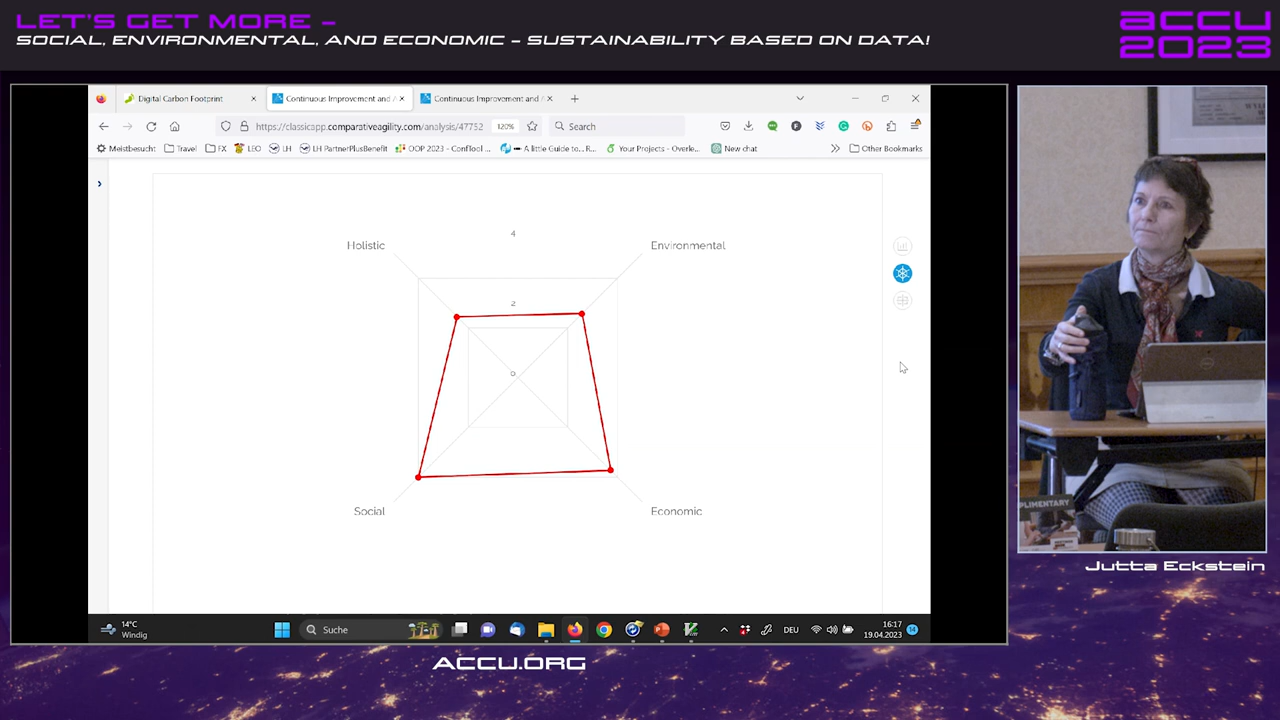 LET'S GET MORE –
SOCIAL, ENVIRONMENTAL, AND ECONOMIC – SUSTAINABILITY BASED ON DATA!
ACCU
2023
Digital Carbon Footprint
Continuous Improvement and A
Continuous Improvement and A
https://classicapp.comparativeagility.com/analysis/47752
120%
Search
Meistbesucht
Travel
FX
LEO
LH
LH PartnerPlusBenefit
OOP 2023 - ConfTool ...
A little Guide to... R...
Your Projects - Overle...
New chat
Other Bookmarks
4
Holistic
Environmental
2
0
Social
Economic
PLIMENTARY
Jutta Eckstein
14°C
Windig
Suche
DEU
16:17
19.04.2023
ACCU.ORG